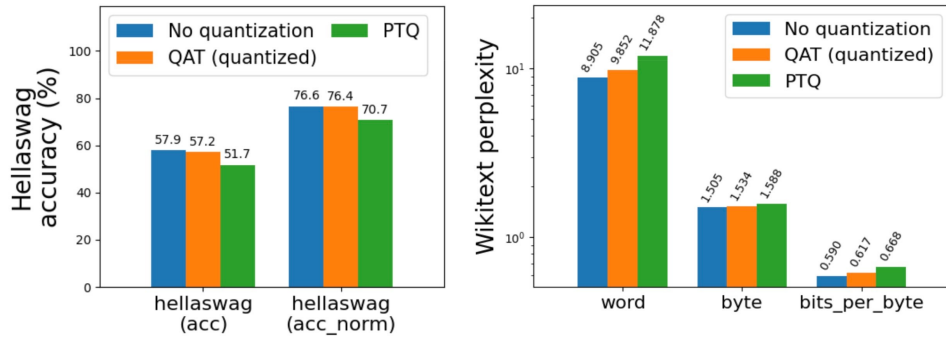 Hellaswag
accuracy (%)
100
80
60
40
20
0
No quantization
QAT (quantized)
PTQ
57.9
57.2
51.7
76.6
76.4
70.7
hellaswag
(acc)
hellaswag
(acc_norm)
Wikitext perplexity
10¹
10⁰
8.905
9.852
11.878
No quantization
QAT (quantized)
PTQ
1.505
1.534
1.588
0.590
0.617
0.668
word
byte
bits_per_byte